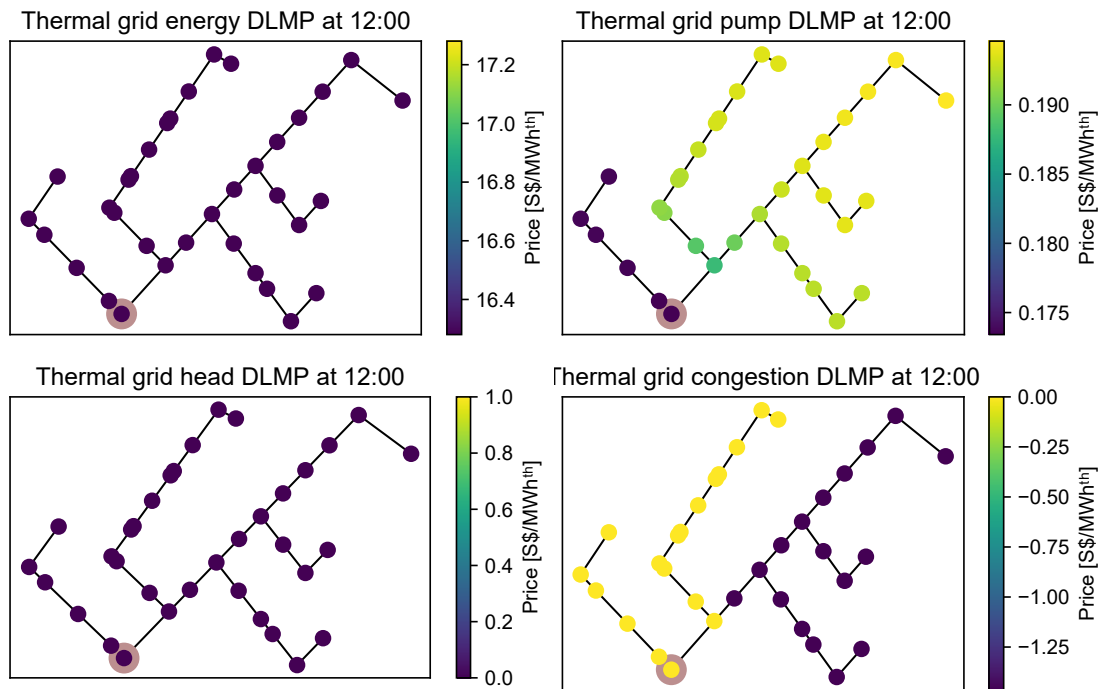 Thermal grid energy DLMP at 12:00
17.2
17.0
16.8
16.6
16.4
Price [S$/MWhᵗʰ]
Thermal grid pump DLMP at 12:00
0.190
0.185
0.180
0.175
Price [S$/MWhᵗʰ]
Thermal grid head DLMP at 12:00
1.0
0.8
0.6
0.4
0.2
0.0
Price [S$/MWhᵗʰ]
Thermal grid congestion DLMP at 12:00
0.00
−0.25
−0.50
−0.75
−1.00
−1.25
Price [S$/MWhᵗʰ]